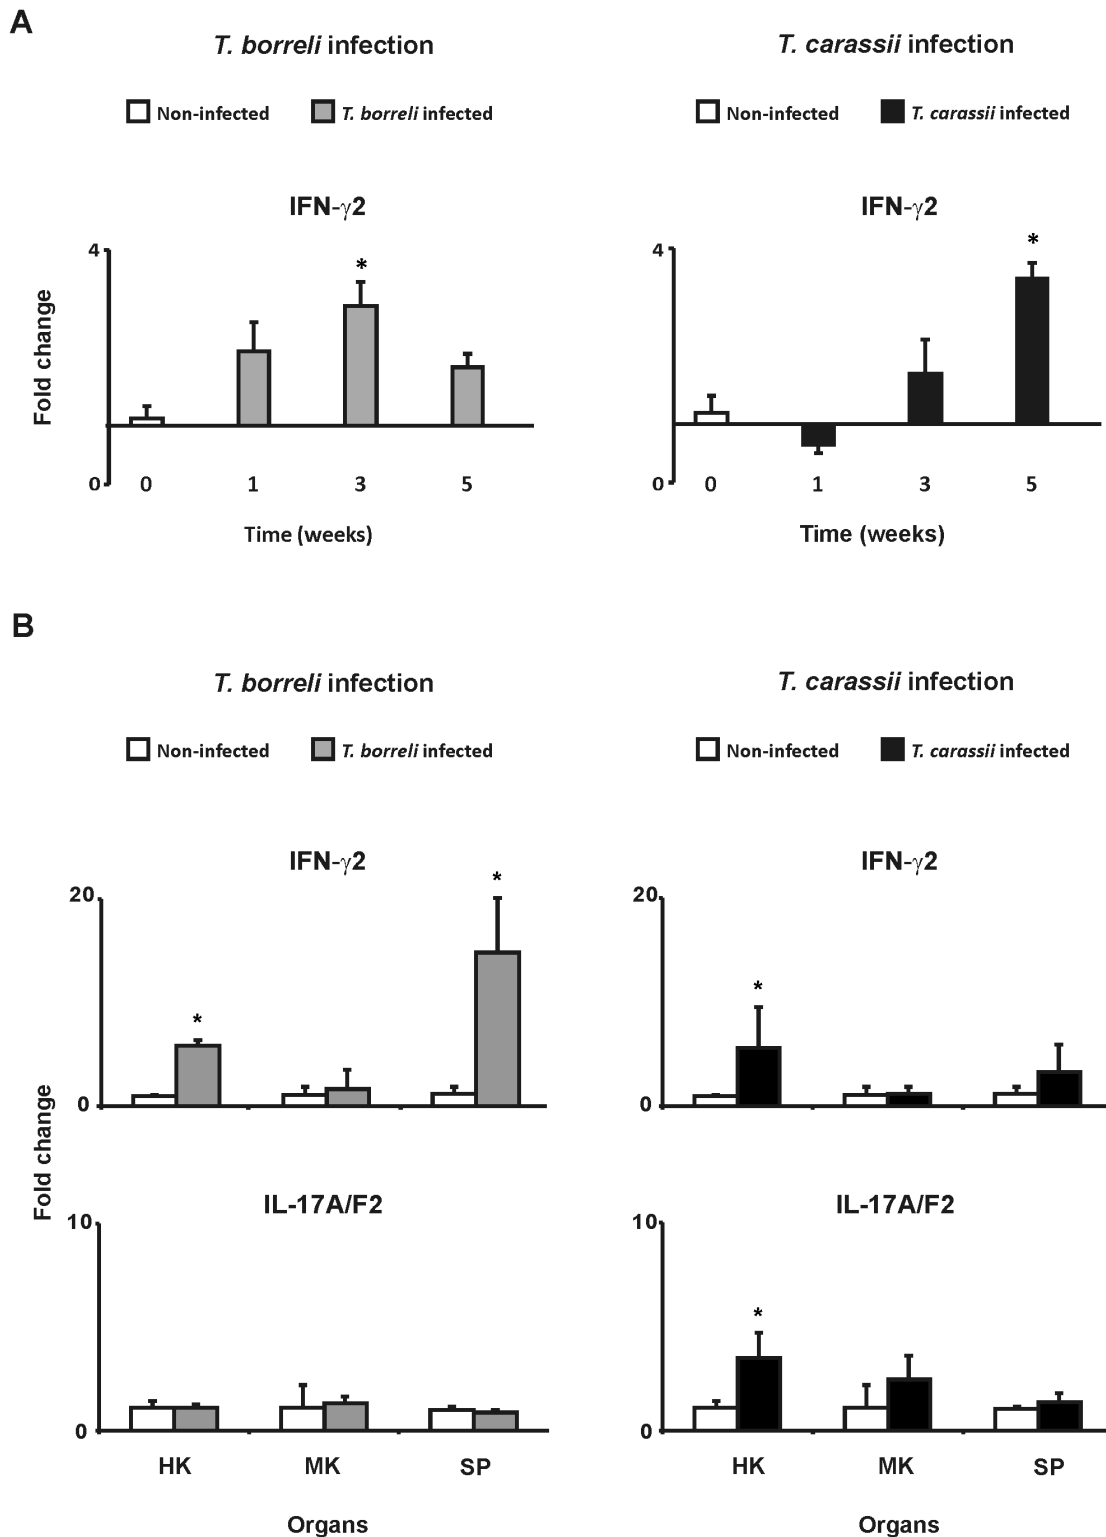 A
T. borreli infection
T. carassii infection
Non-infected
T. borreli infected
Non-infected
T. carassii infected
IFN-γ2
IFN-γ2
4
*
4
*
Fold change
0
0
1
3
5
0
0
1
3
5
Time (weeks)
Time (weeks)
B
T. borreli infection
T. carassii infection
Non-infected
T. borreli infected
Non-infected
T. carassii infected
IFN-γ2
IFN-γ2
20
*
*
0
20
*
0
Fold change
IL-17A/F2
IL-17A/F2
10
0
10
*
0
HK
MK
SP
HK
MK
SP
Organs
Organs